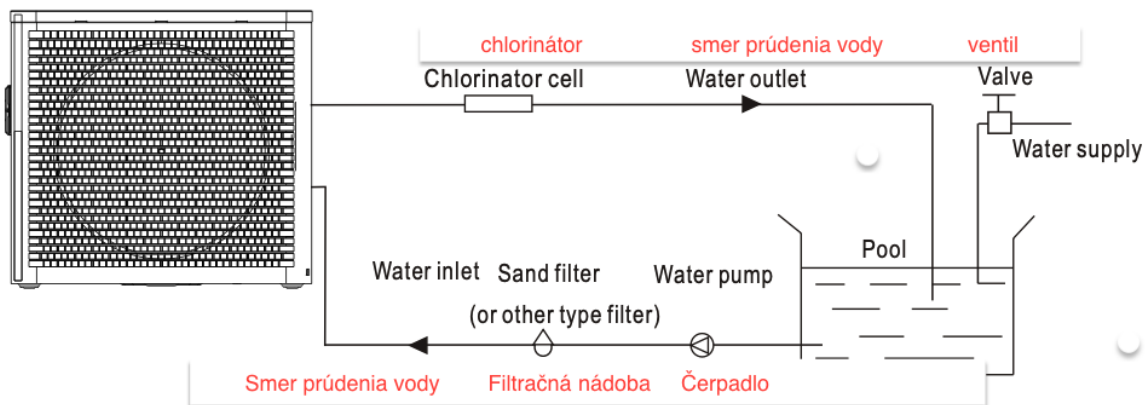 chlorinátor smer prúdenia vody ventil
Chlorinator cell Water outlet Valve
Water supply
Pool
Water inlet Sand filter Water pump
(or other type filter)
Smer prúdenia vody Filtračná nádoba Čerpadlo